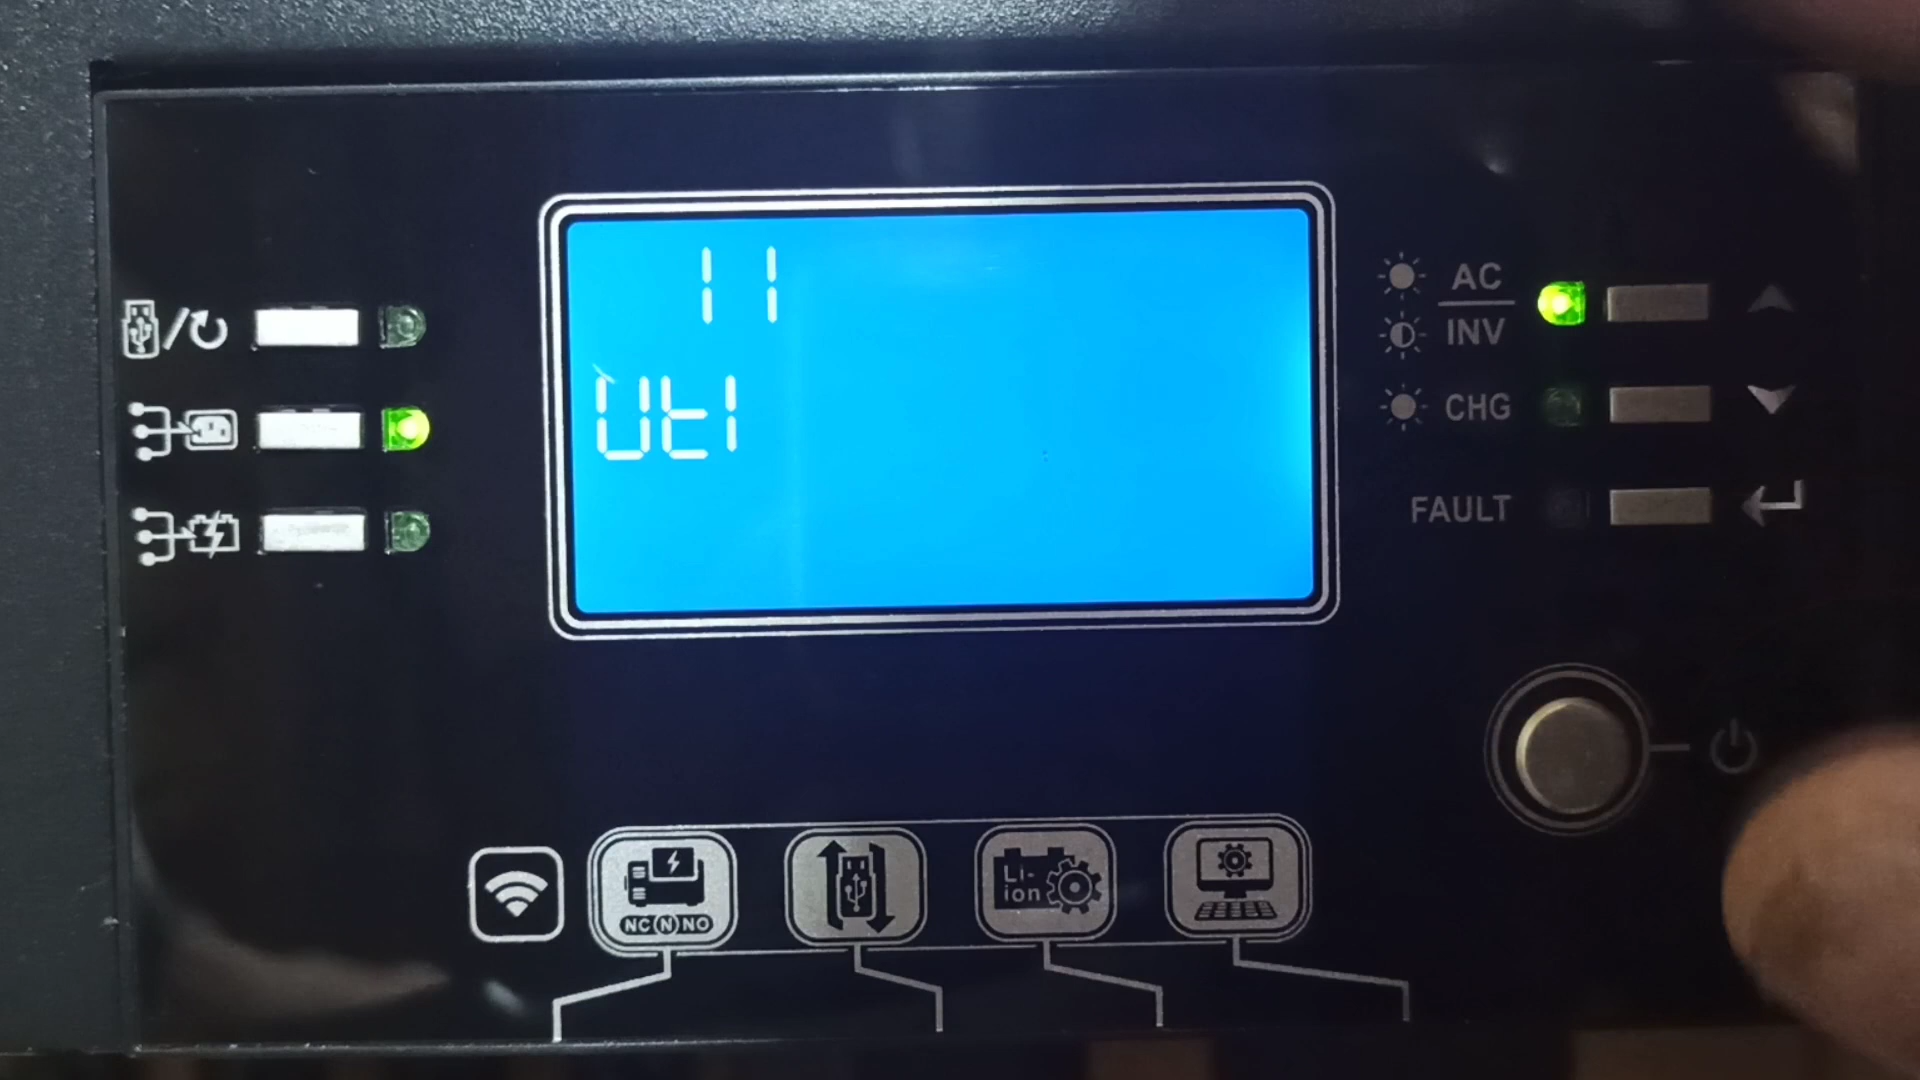 11
UtI
AC
INV
CHG
FAULT
NC N NO
Li-
ion